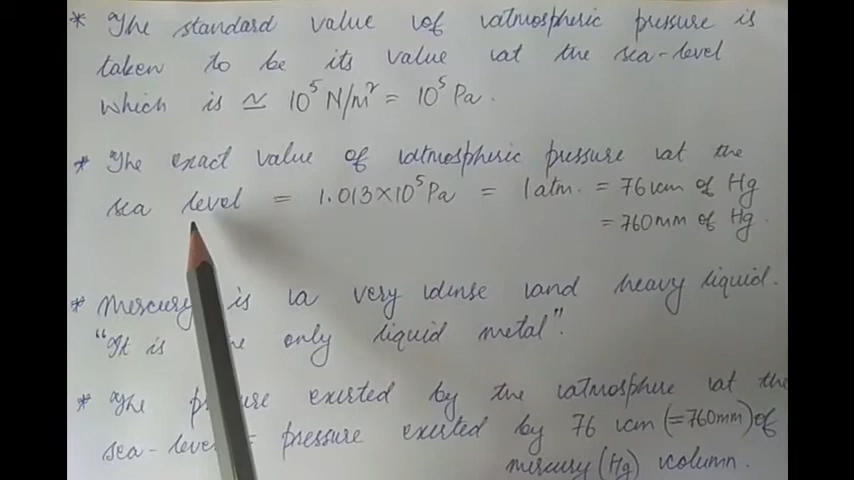 * The standard value of atmospheric pressure is
taken to be its value at the sea-level
which is ≃ 10⁵ N/m² = 10⁵ Pa.
* The exact value of atmospheric pressure at the
sea level = 1.013×10⁵ Pa = 1 atm. = 76 cm of Hg
= 760 mm of Hg.
* Mercury is a very dense and heavy liquid.
"It is only liquid metal".
* The exerted by the atmosphere at the
sea-level = pressure exerted by 76 cm (=760mm) of
mercury (Hg) column.